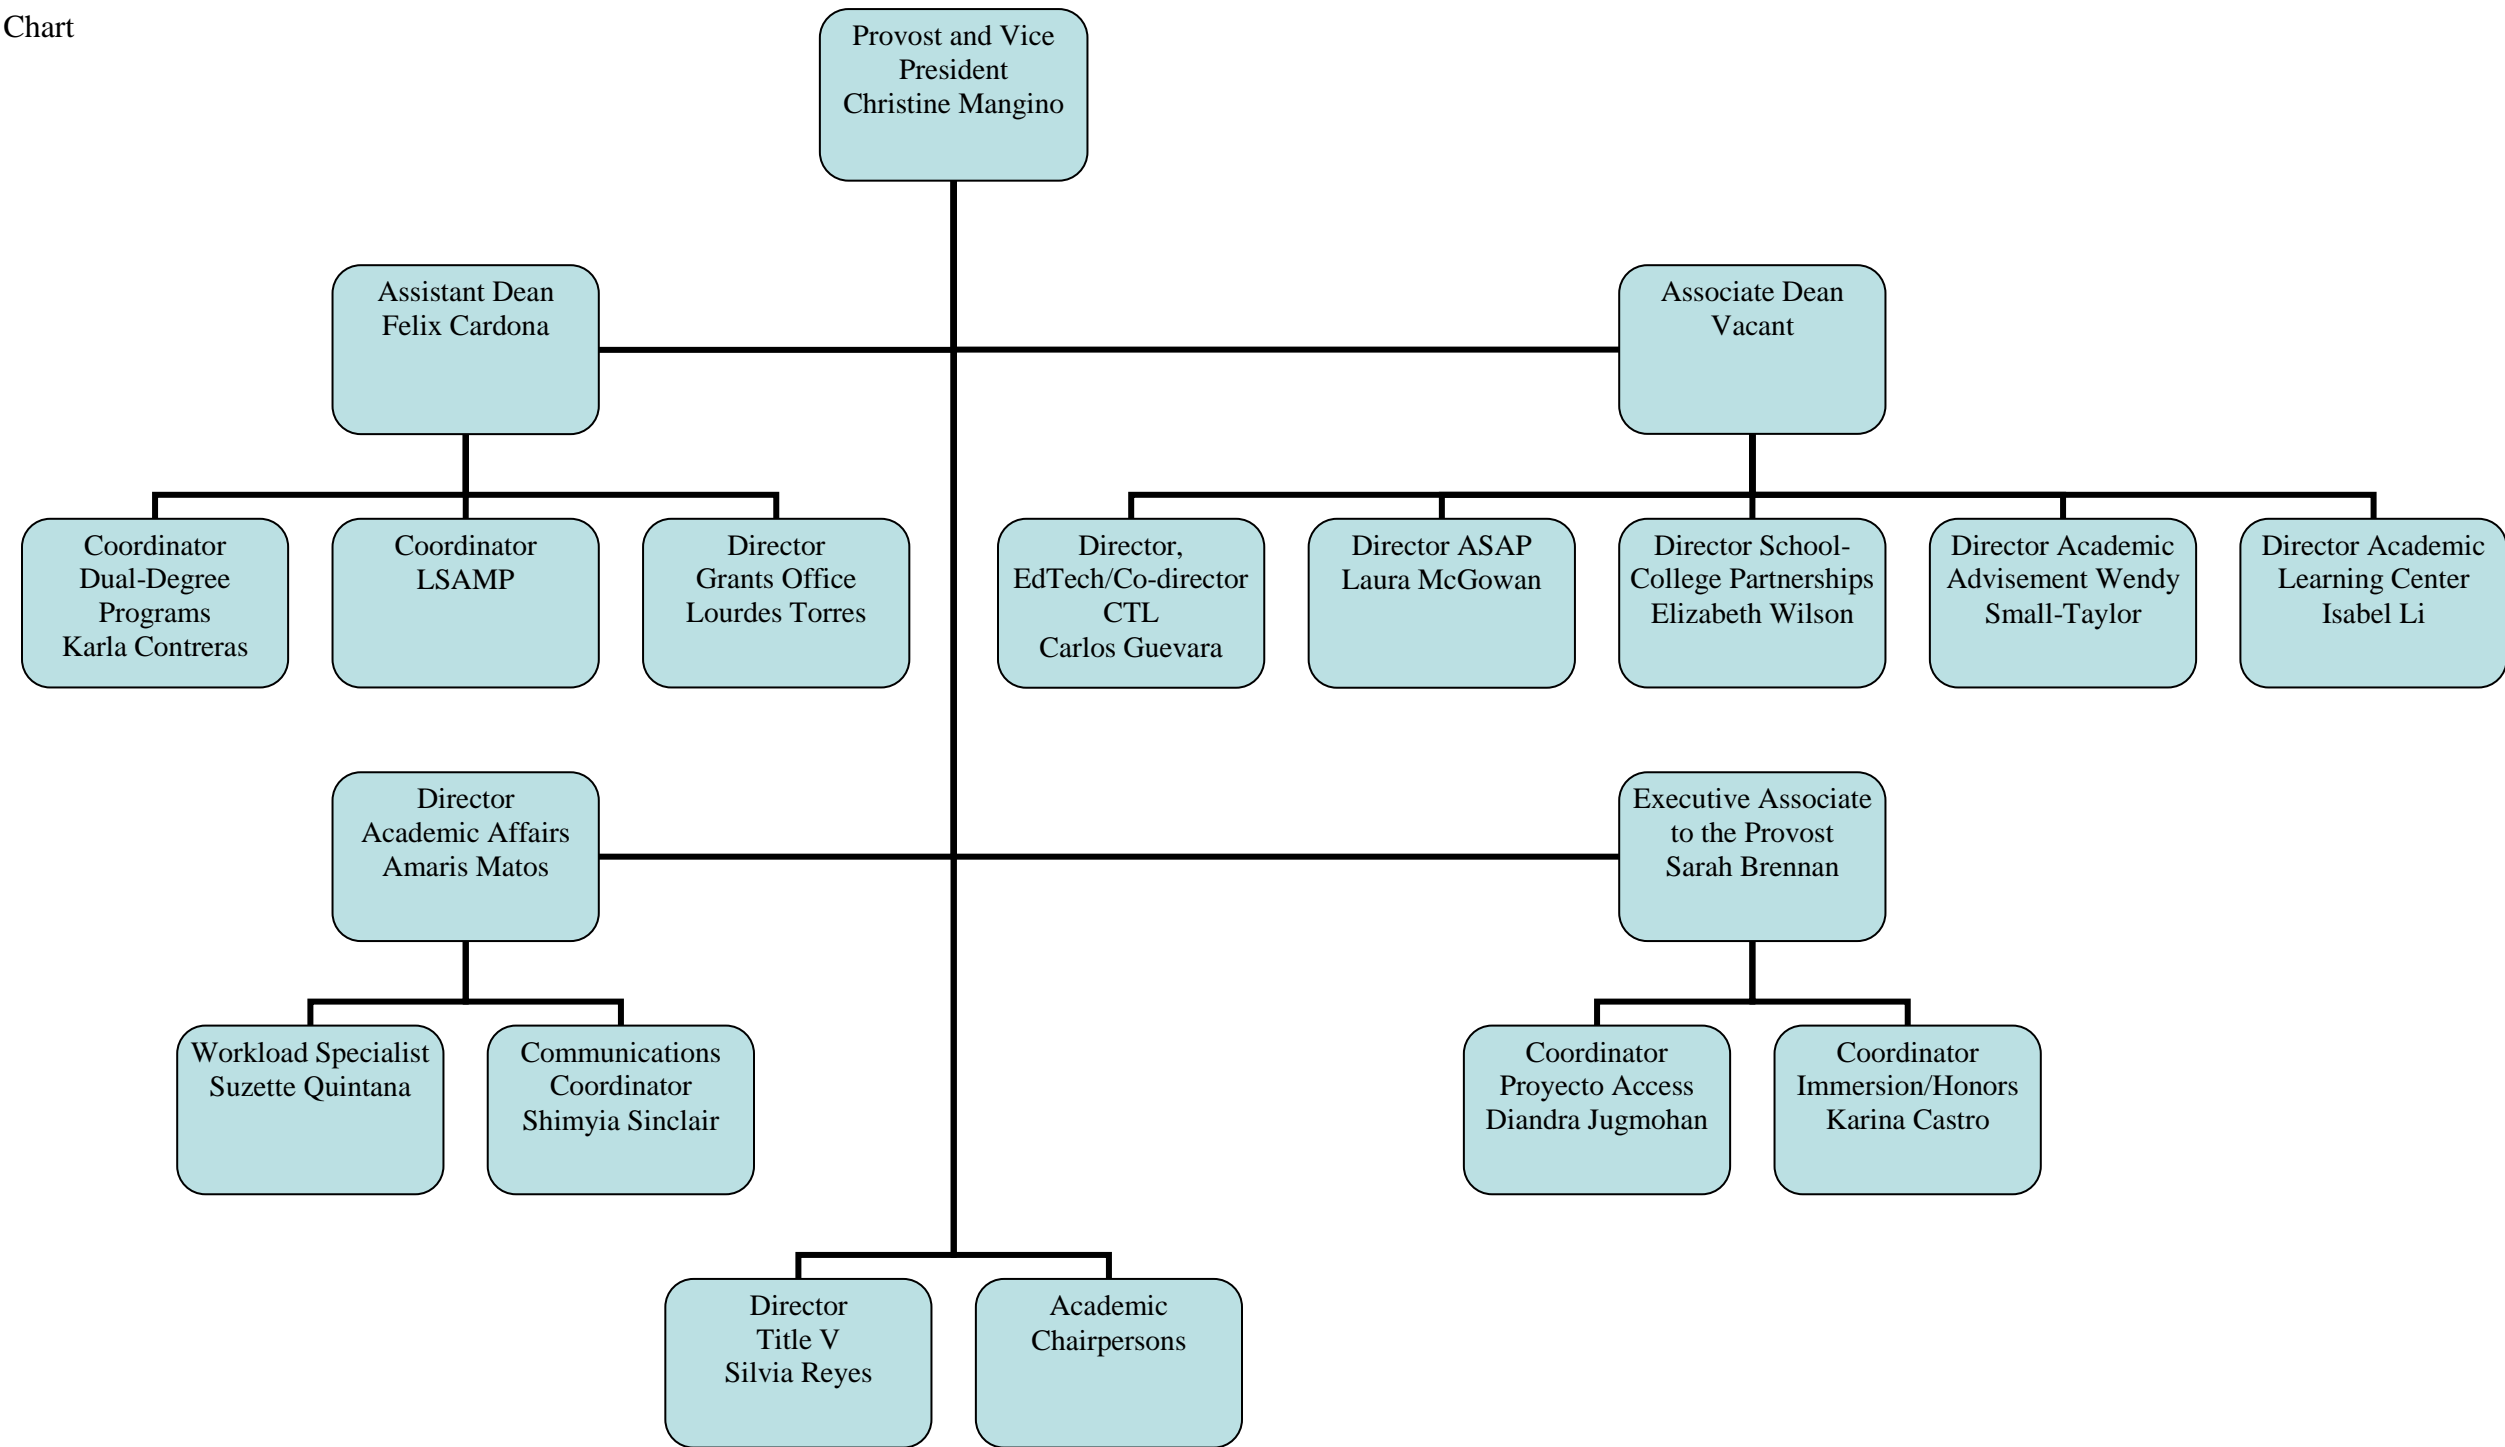 Chart
Provost and Vice
President
Christine Mangino
Assistant Dean
Felix Cardona
Associate Dean
Vacant
Coordinator
Dual-Degree
Programs
Karla Contreras
Coordinator
LSAMP
Director
Grants Office
Lourdes Torres
Director,
EdTech/Co-director
CTL
Carlos Guevara
Director ASAP
Laura McGowan
Director School-
College Partnerships
Elizabeth Wilson
Director Academic
Advisement Wendy
Small-Taylor
Director Academic
Learning Center
Isabel Li
Director
Academic Affairs
Amaris Matos
Executive Associate
to the Provost
Sarah Brennan
Workload Specialist
Suzette Quintana
Communications
Coordinator
Shimyia Sinclair
Coordinator
Proyecto Access
Diandra Jugmohan
Coordinator
Immersion/Honors
Karina Castro
Director
Title V
Silvia Reyes
Academic
Chairpersons